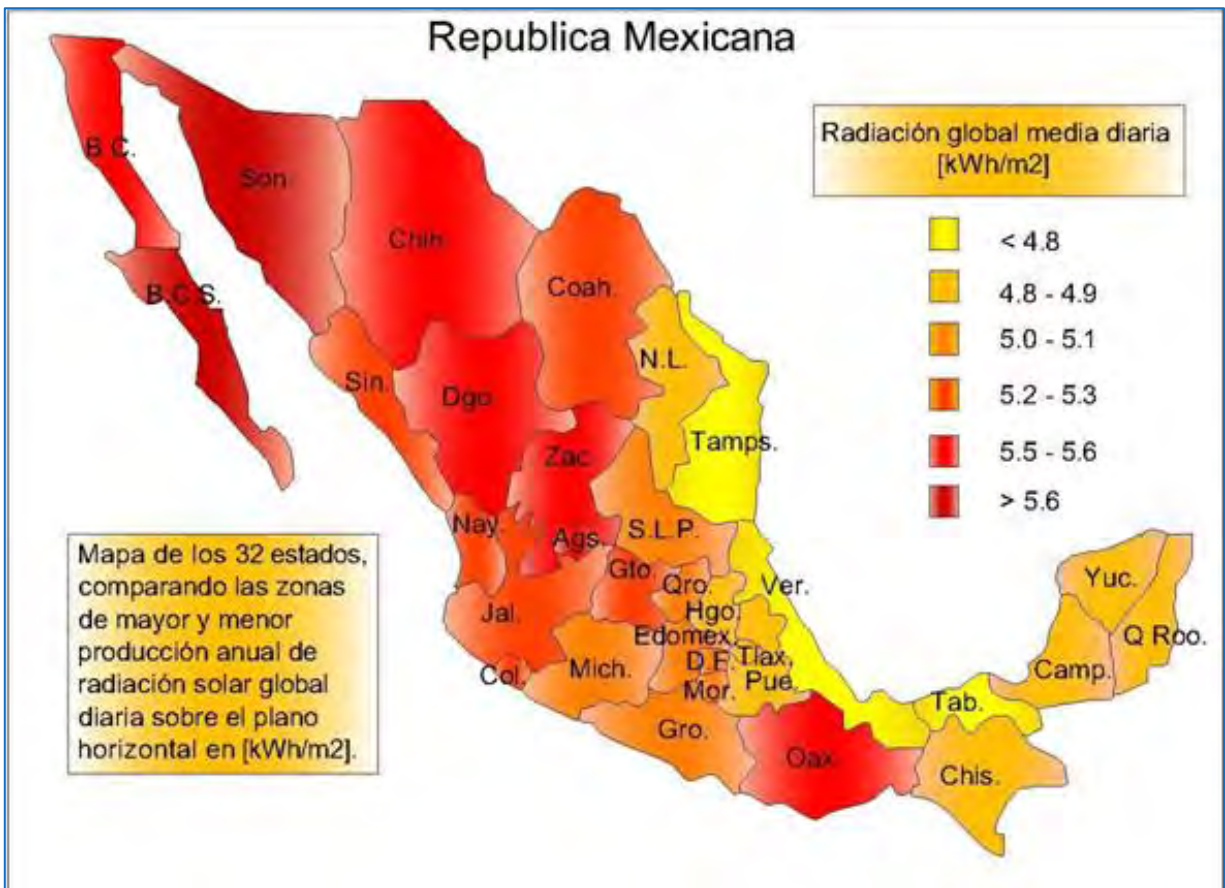 Republica Mexicana
Radiación global media diaria
[kWh/m2]
< 4.8
4.8 - 4.9
5.0 - 5.1
5.2 - 5.3
5.5 - 5.6
> 5.6
B.C.
Son.
Chih.
B.C.S.
Coah.
N.L.
Sin.
Dgo.
Tamps.
Zac.
Nay.
Ags.
S.L.P.
Gto.
Qro.
Ver.
Hgo.
Jal.
Edomex.
Col.
Mich.
D.F.
Tlax.
Mor.
Pue.
Gro.
Oax.
Yuc.
Q Roo.
Camp.
Tab.
Chis.
Mapa de los 32 estados,
comparando las zonas
de mayor y menor
producción anual de
radiación solar global
diaria sobre el plano
horizontal en [kWh/m2].